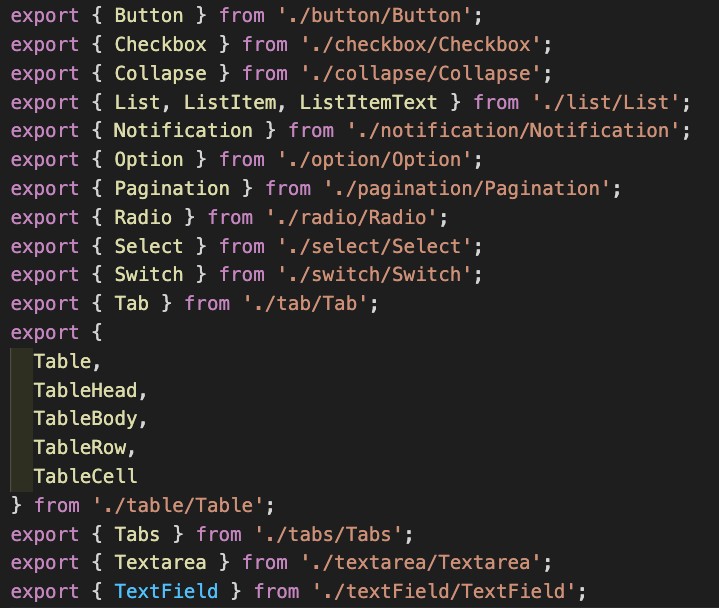 export { Button } from './button/Button';
export { Checkbox } from './checkbox/Checkbox';
export { Collapse } from './collapse/Collapse';
export { List, ListItem, ListItemText } from './list/List';
export { Notification } from './notification/Notification';
export { Option } from './option/Option';
export { Pagination } from './pagination/Pagination';
export { Radio } from './radio/Radio';
export { Select } from './select/Select';
export { Switch } from './switch/Switch';
export { Tab } from './tab/Tab';
export {
  Table,
  TableHead,
  TableBody,
  TableRow,
  TableCell
} from './table/Table';
export { Tabs } from './tabs/Tabs';
export { Textarea } from './textarea/Textarea';
export { TextField } from './textField/TextField';